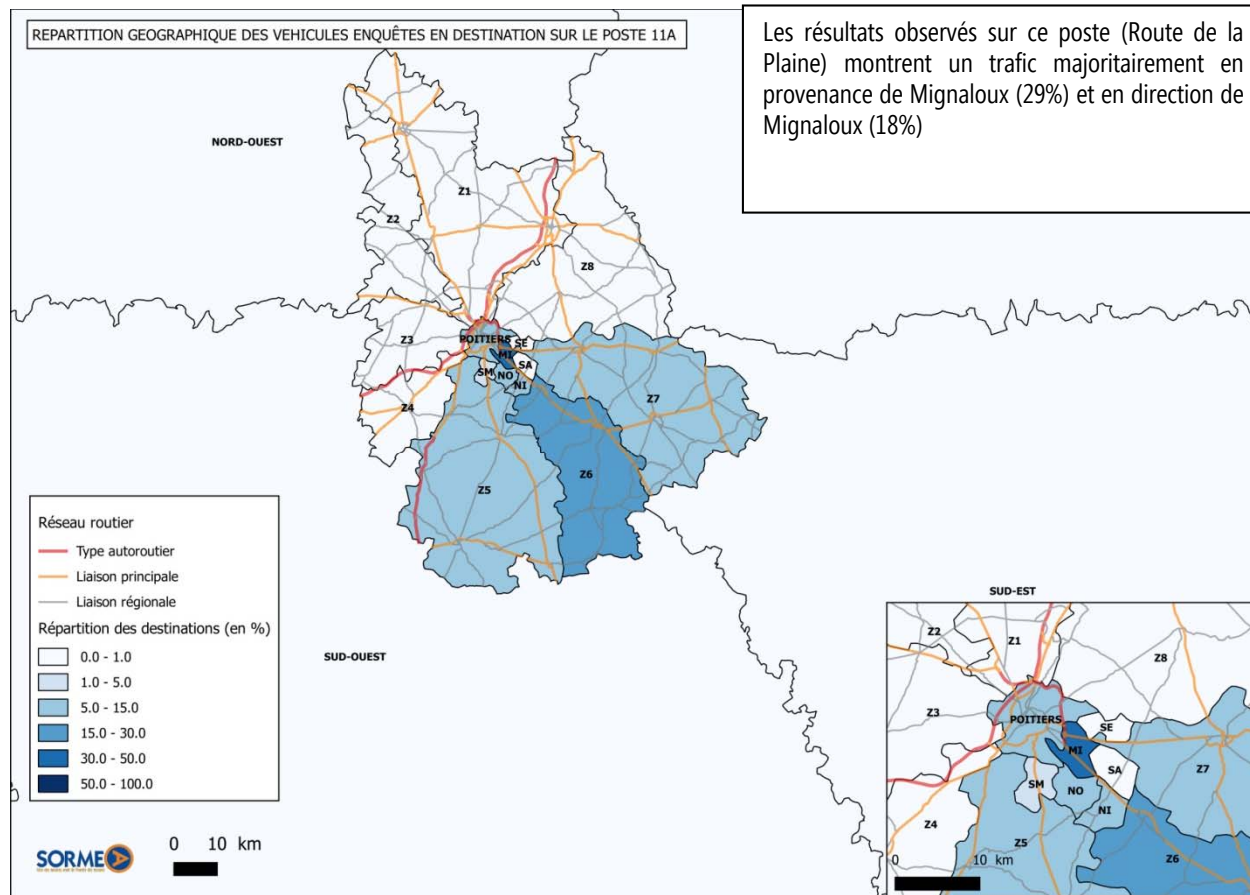 REPARTITION GEOGRAPHIQUE DES VEHICULES ENQUÊTES EN DESTINATION SUR LE POSTE 11A
Les résultats observés sur ce poste (Route de la
Plaine) montrent un trafic majoritairement en
provenance de Mignaloux (29%) et en direction de
Mignaloux (18%)
NORD-OUEST
Z1
Z2
Z8
Z3
POITIERS
SE
MI
SA
SM
NO
NI
Z4
Z7
Z5
Z6
SUD-OUEST
SUD-EST
Réseau routier
Type autoroutier
Liaison principale
Liaison régionale
Répartition des destinations (en %)
0.0 - 1.0
1.0 - 5.0
5.0 - 15.0
15.0 - 30.0
30.0 - 50.0
50.0 - 100.0
SORMEA
0 10 km
Z2
Z1
Z8
Z3
POITIERS
SE
MI
SA
Z7
SM
NO
NI
Z4
Z5
Z6
0 10 km